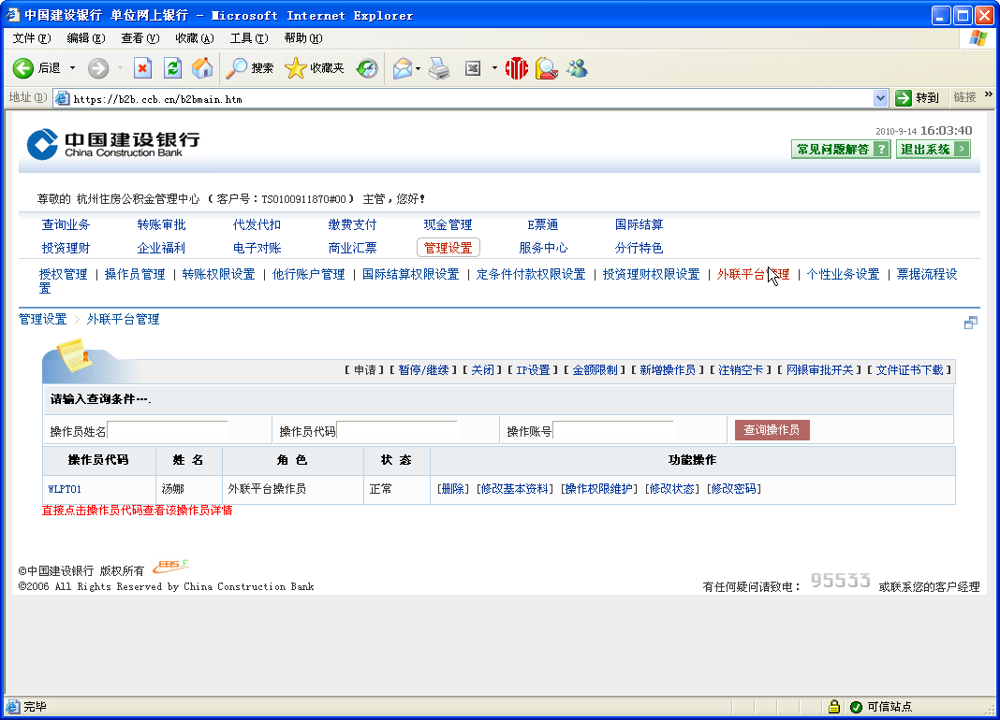 中国建设银行 单位网上银行 - Microsoft Internet Explorer
文件(F) 编辑(E) 查看(V) 收藏(A) 工具(T) 帮助(H)
后退 搜索 收藏夹
地址(D) https://b2b.ccb.cn/b2bmain.htm 转到 链接 »
中国建设银行
China Construction Bank
2010-9-14 16:03:40
常见问题解答 ? 退出系统 >
尊敬的 杭州住房公积金管理中心 (客户号:TS0100911870#00) 主管,您好!
查询业务 转账审批 代发代扣 缴费支付 现金管理 E票通 国际结算
投资理财 企业福利 电子对账 商业汇票 管理设置 服务中心 分行特色
授权管理 | 操作员管理 | 转账权限设置 | 他行账户管理 | 国际结算权限设置 | 定条件付款权限设置 | 投资理财权限设置 | 外联平台管理 | 个性业务设置 | 票据流程设
置
管理设置 > 外联平台管理
[ 申请 ] [ 暂停/继续 ] [ 关闭 ] [ IP设置 ] [ 金额限制 ] [ 新增操作员 ] [ 注销空卡 ] [ 网银审批开关 ] [ 文件证书下载 ]
请输入查询条件···.
操作员姓名 操作员代码 操作账号 查询操作员
操作员代码 姓 名 角 色 状 态 功能操作
WLPT01 汤娜 外联平台操作员 正常 [删除] [修改基本资料] [操作权限维护] [修改状态] [修改密码]
直接点击操作员代码查看该操作员详情
©中国建设银行 版权所有 EBS 5
©2006 All Rights Reserved by China Construction Bank
有任何疑问请致电: 95533 或联系您的客户经理
完毕 可信站点